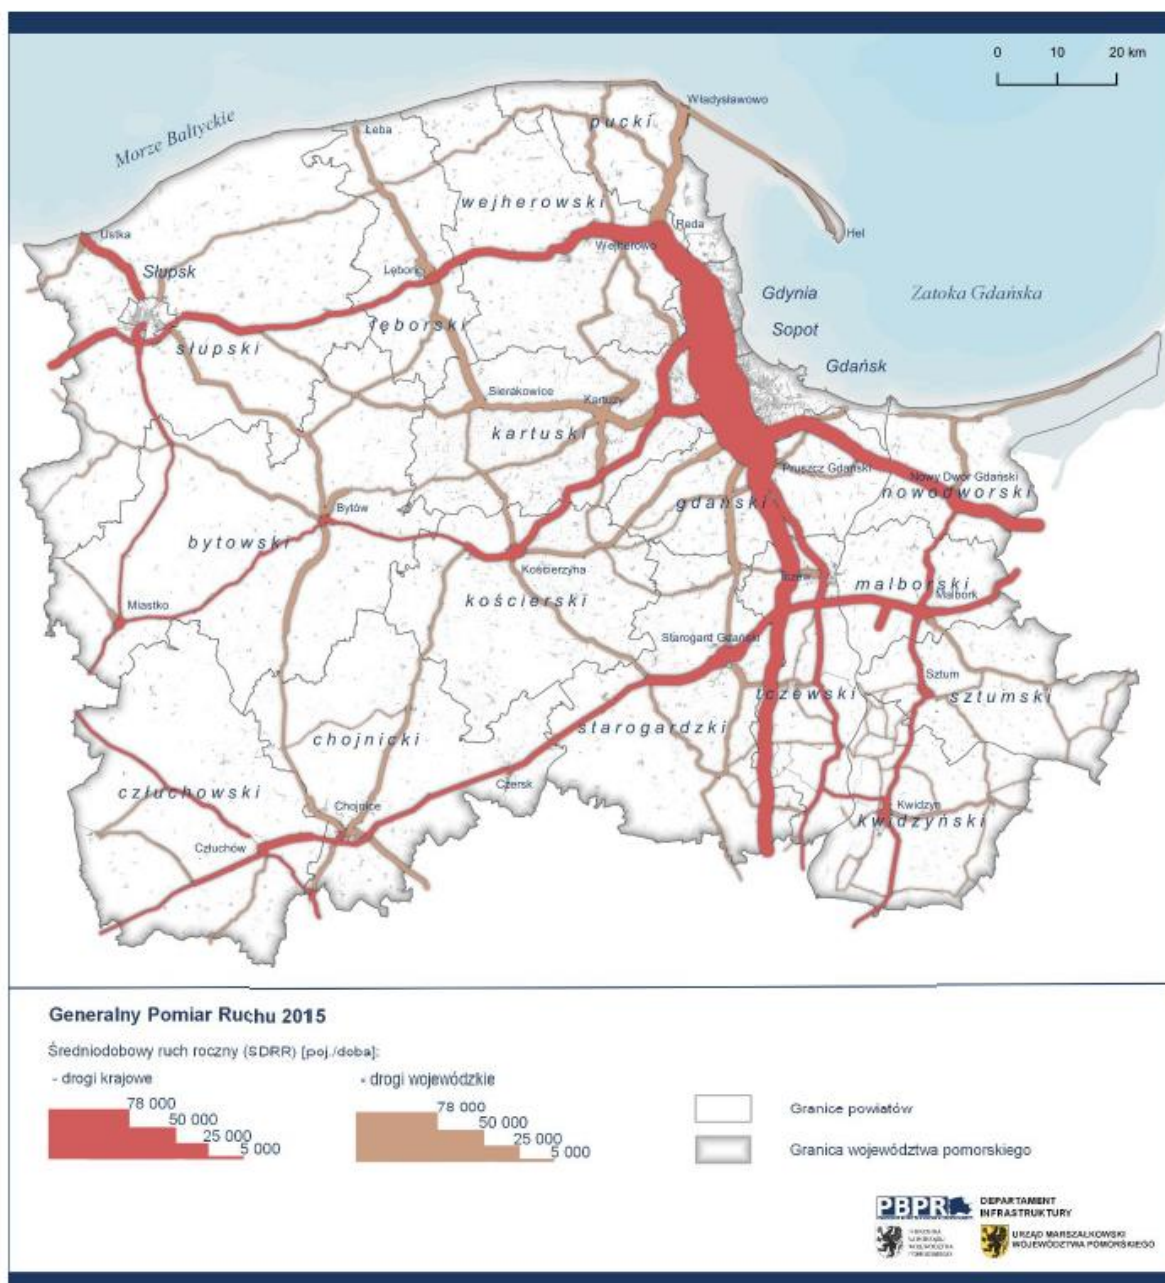 0 10 20 km
Morze Bałtyckie
Władysławowo
Łeba
pucki
wejherowski
Hel
Ustka
Reda
Wejherowo
Słupsk
Lębork
Gdynia
Zatoka Gdańska
Sopot
lęborski
słupski
Gdańsk
Sierakowice
Kartuzy
kartuski
Pruszcz Gdański
Nowy Dwór Gdański
nowodworski
gdański
Bytów
bytowski
Kościerzyna
kościerski
Tczew
malborski
Malbork
Miastko
Starogard Gdański
Sztum
tczewski
sztumski
starogardzki
chojnicki
Czersk
człuchowski
Chojnice
Kwidzyn
kwidzyński
Człuchów
Generalny Pomiar Ruchu 2015
Średniodobowy ruch roczny (SDRR) [poj./doba]:
- drogi krajowe
- drogi wojewódzkie
78 000
50 000
25 000
5 000
78 000
50 000
25 000
5 000
Granice powiatów
Granica województwa pomorskiego
PBPR
DEPARTAMENT
INFRASTRUKTURY
URZĄD MARSZAŁKOWSKI
WOJEWÓDZTWA POMORSKIEGO